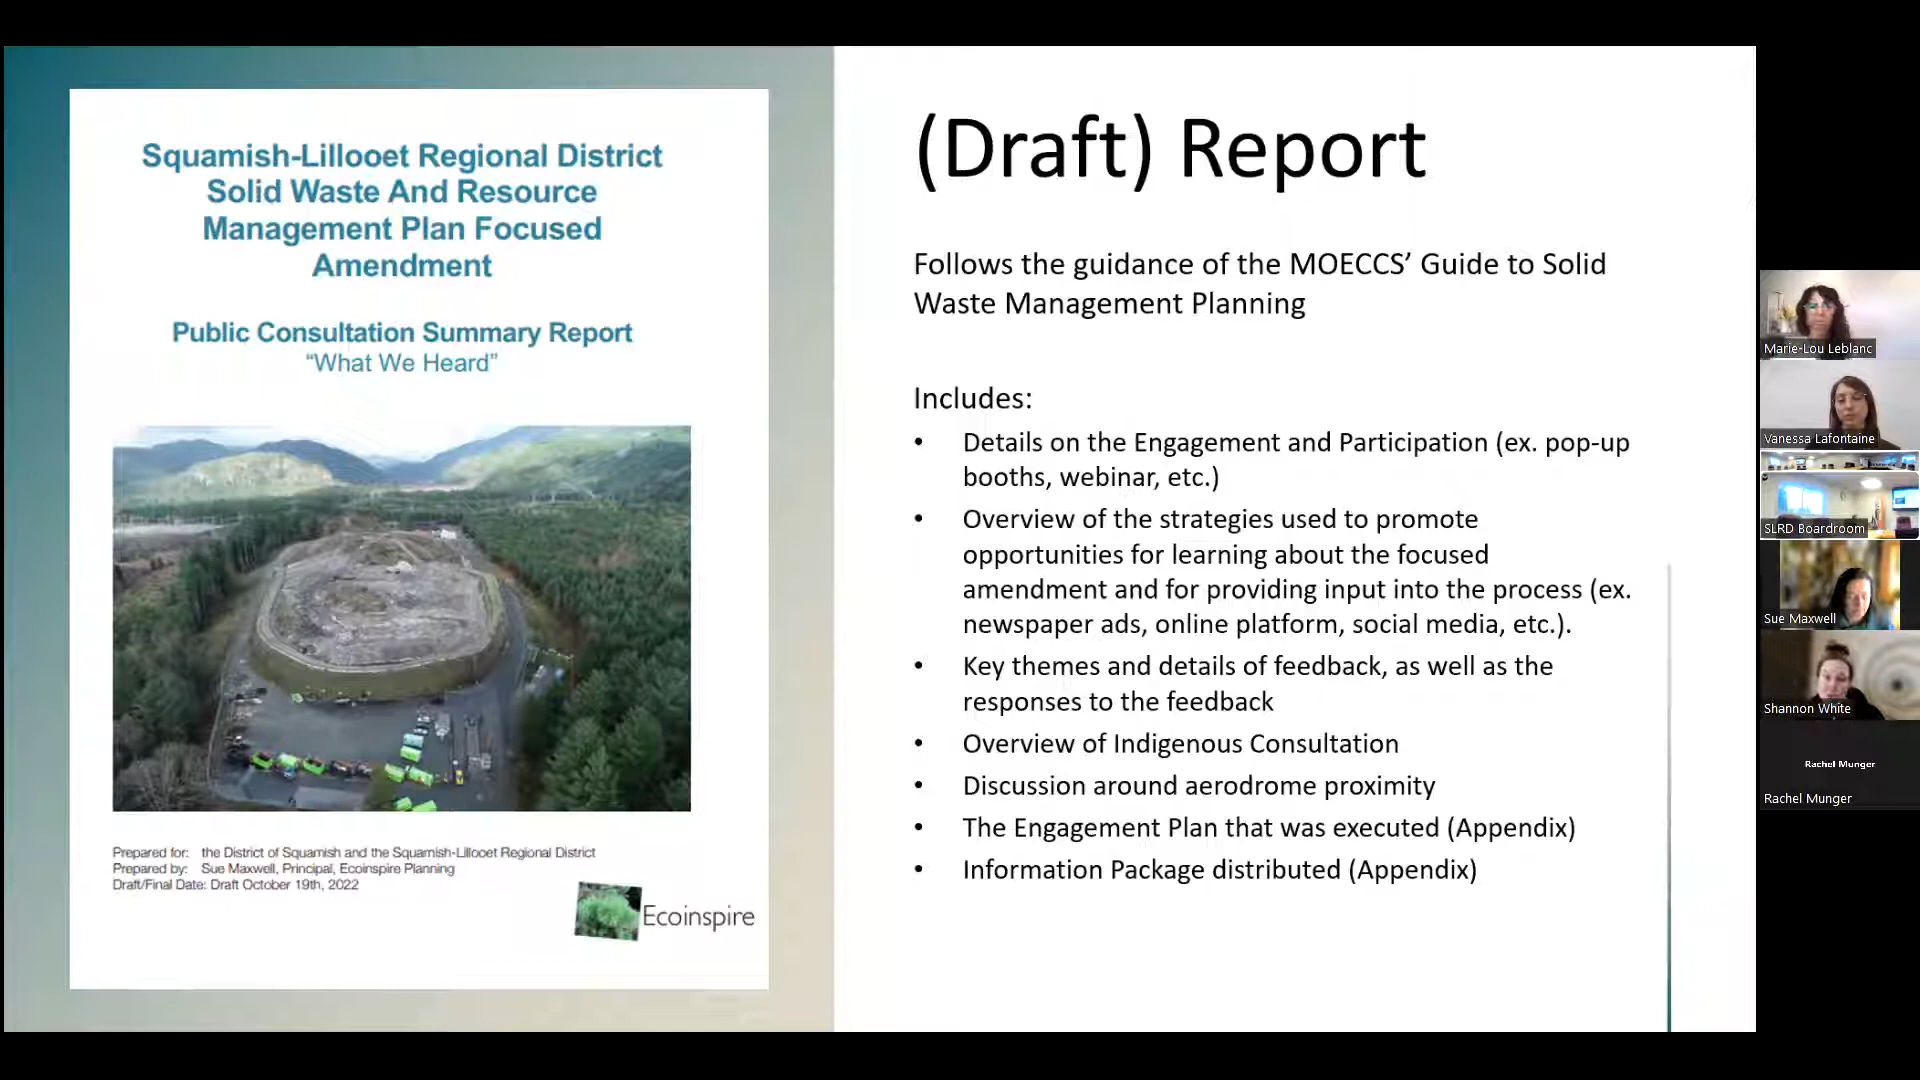 Squamish-Lillooet Regional District
Solid Waste And Resource
Management Plan Focused
Amendment
Public Consultation Summary Report
“What We Heard”
Prepared for: the District of Squamish and the Squamish-Lillooet Regional District
Prepared by: Sue Maxwell, Principal, Ecoinspire Planning
Draft/Final Date: Draft October 19th, 2022
Ecoinspire
(Draft) Report
Follows the guidance of the MOECCS’ Guide to Solid
Waste Management Planning
Includes:
• Details on the Engagement and Participation (ex. pop-up
booths, webinar, etc.)
• Overview of the strategies used to promote
opportunities for learning about the focused
amendment and for providing input into the process (ex.
newspaper ads, online platform, social media, etc.).
• Key themes and details of feedback, as well as the
responses to the feedback
• Overview of Indigenous Consultation
• Discussion around aerodrome proximity
• The Engagement Plan that was executed (Appendix)
• Information Package distributed (Appendix)
Marie-Lou Leblanc
Vanessa Lafontaine
SLRD Boardroom
Sue Maxwell
Shannon White
Rachel Munger
Rachel Munger